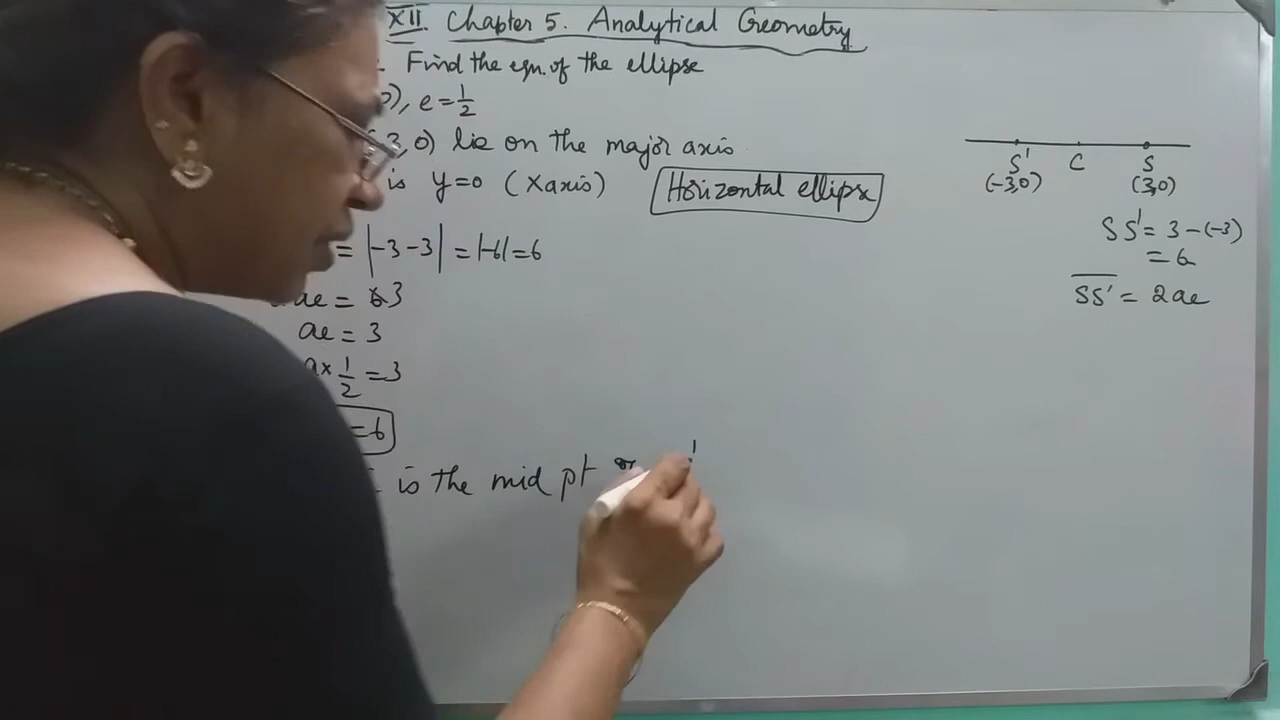 XII. Chapter 5. Analytical Geometry
Find the eqn. of the ellipse
0), e = 1/2
3, 0) lie on the major axis
is y=0 (X axis)
Horizontal ellipse
= |-3-3| = |-6| = 6
ae = 3
ae = 3
a × 1/2 = 3
=6
is the mid pt
S' C S
(-3,0) (3,0)
SS' = 3-(-3)
= 6
SS' = 2ae